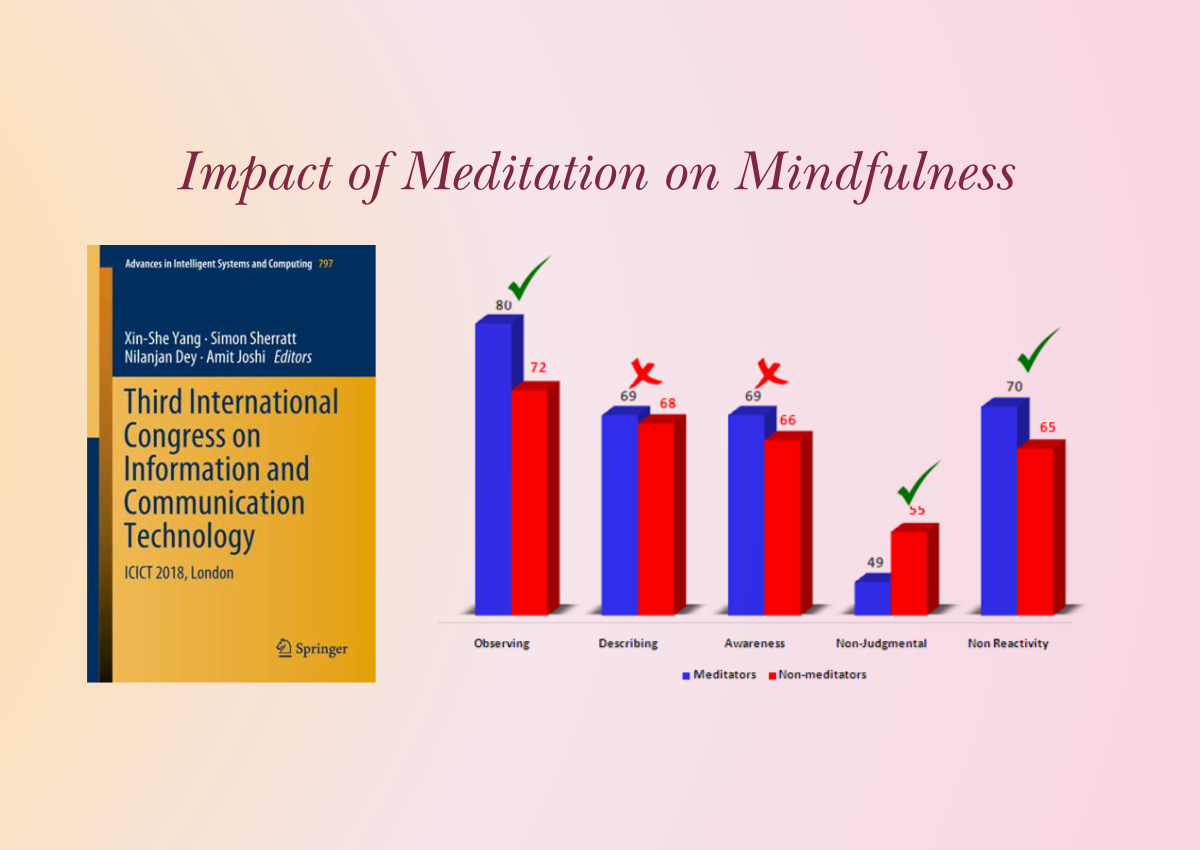 Impact of Meditation on Mindfulness
Advances in Intelligent Systems and Computing 797
Xin-She Yang · Simon Sherratt
Nilanjan Dey · Amit Joshi Editors
Third International
Congress on
Information and
Communication
Technology
ICICT 2018, London
Springer
80
72
69
68
69
66
49
55
70
65
Observing
Describing
Awareness
Non-Judgmental
Non Reactivity
Meditators
Non-meditators